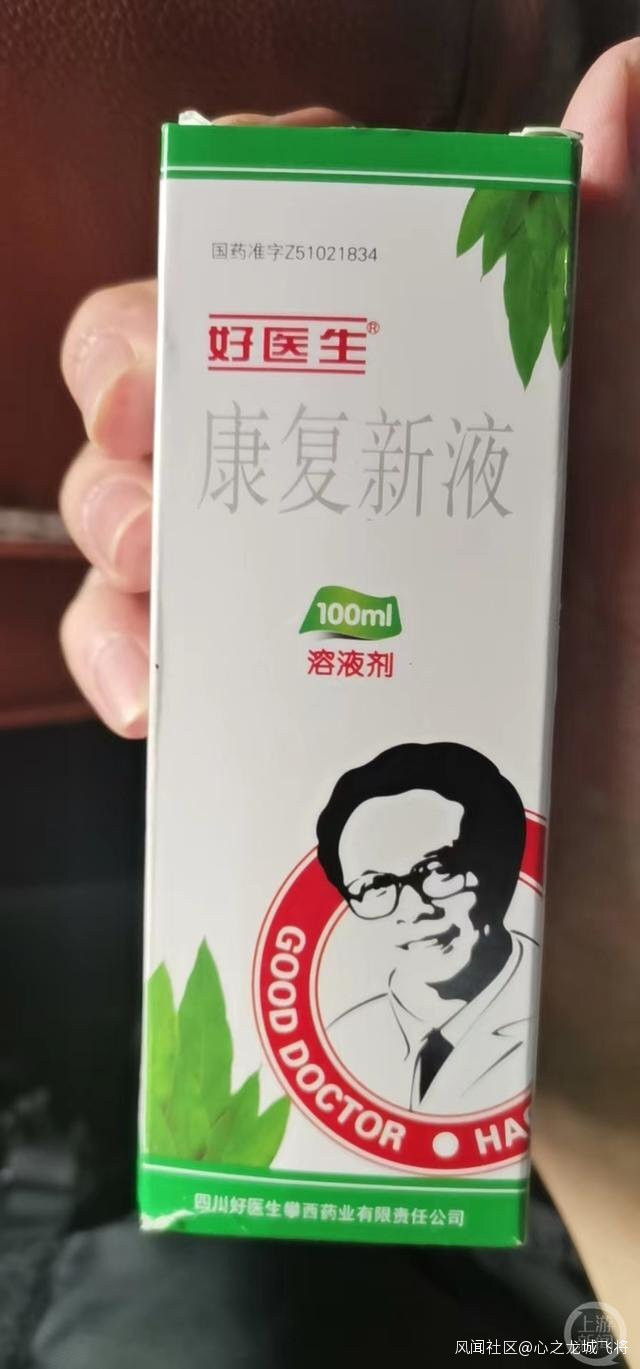 国药准字Z51021834
好医生®
康复新液
100ml
溶液剂
GOOD DOCTOR
四川好医生攀西药业有限责任公司
上游新闻
风闻社区@心之龙城飞将